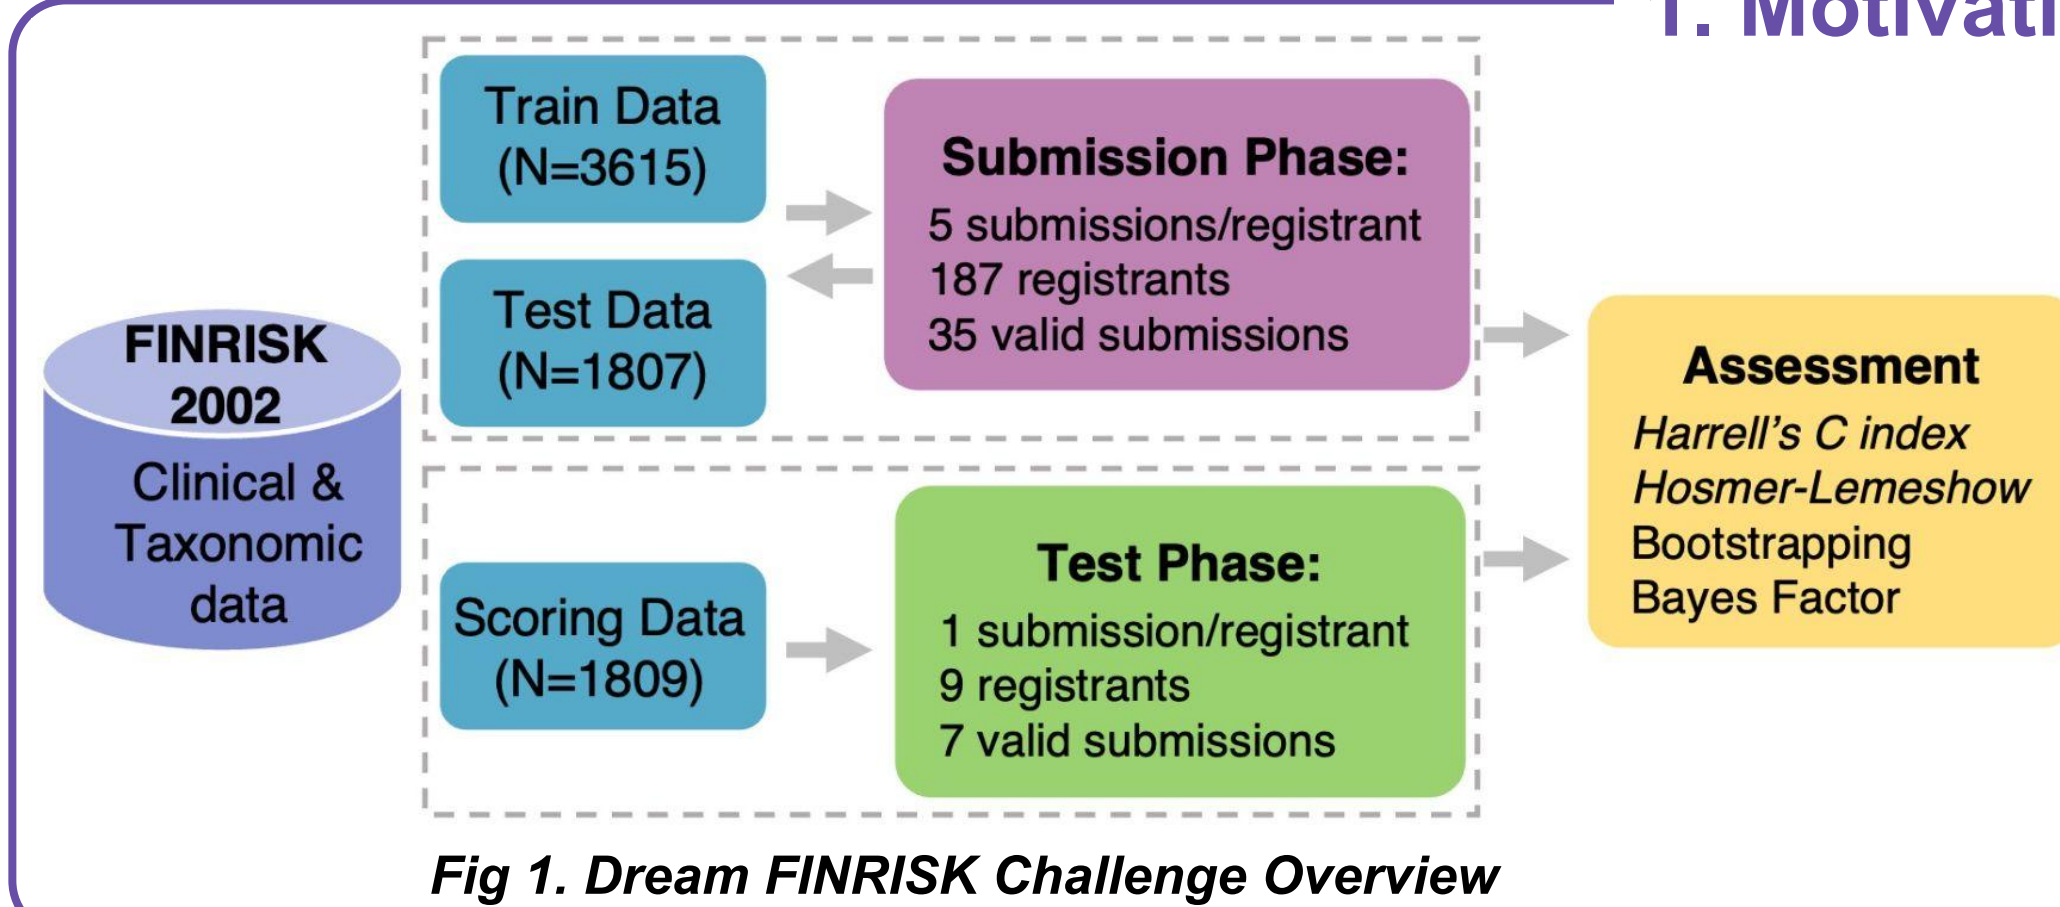 1. Motivati
FINRISK
2002
Clinical &
Taxonomic
data
Train Data
(N=3615)
Test Data
(N=1807)
Submission Phase:
5 submissions/registrant
187 registrants
35 valid submissions
Scoring Data
(N=1809)
Test Phase:
1 submission/registrant
9 registrants
7 valid submissions
Assessment
Harrell’s C index
Hosmer-Lemeshow
Bootstrapping
Bayes Factor
Fig 1. Dream FINRISK Challenge Overview